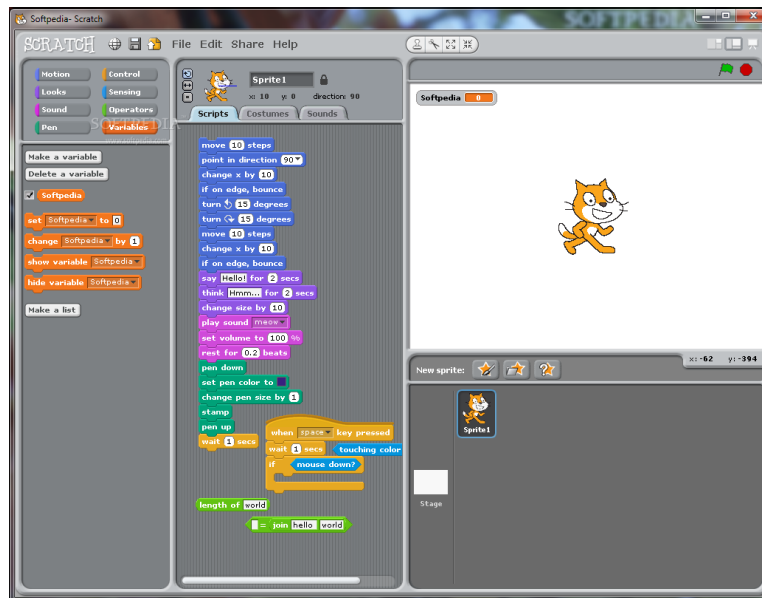 Softpedia- Scratch
SOFTPEDIA
SCRATCH File Edit Share Help
Motion Control
Looks Sensing
Sound Operators
Pen Variables
SOFTPEDIA
www.softpedia.com
Make a variable
Delete a variable
Softpedia
set Softpedia to 0
change Softpedia by 1
show variable Softpedia
hide variable Softpedia
Make a list
Sprite1
x: 10 y: 0 direction: 90
Scripts Costumes Sounds
move 10 steps
point in direction 90
change x by 10
if on edge, bounce
turn 15 degrees
turn 15 degrees
move 10 steps
change x by 10
if on edge, bounce
say Hello! for 2 secs
think Hmm... for 2 secs
change size by 10
play sound meow
set volume to 100 %
rest for 0.2 beats
pen down
set pen color to
change pen size by 1
stamp
pen up
wait 1 secs
when space key pressed
wait 1 secs touching color
if mouse down?
length of world
= join hello world
Softpedia 0
x: -62 y: -394
New sprite:
Sprite1
Stage